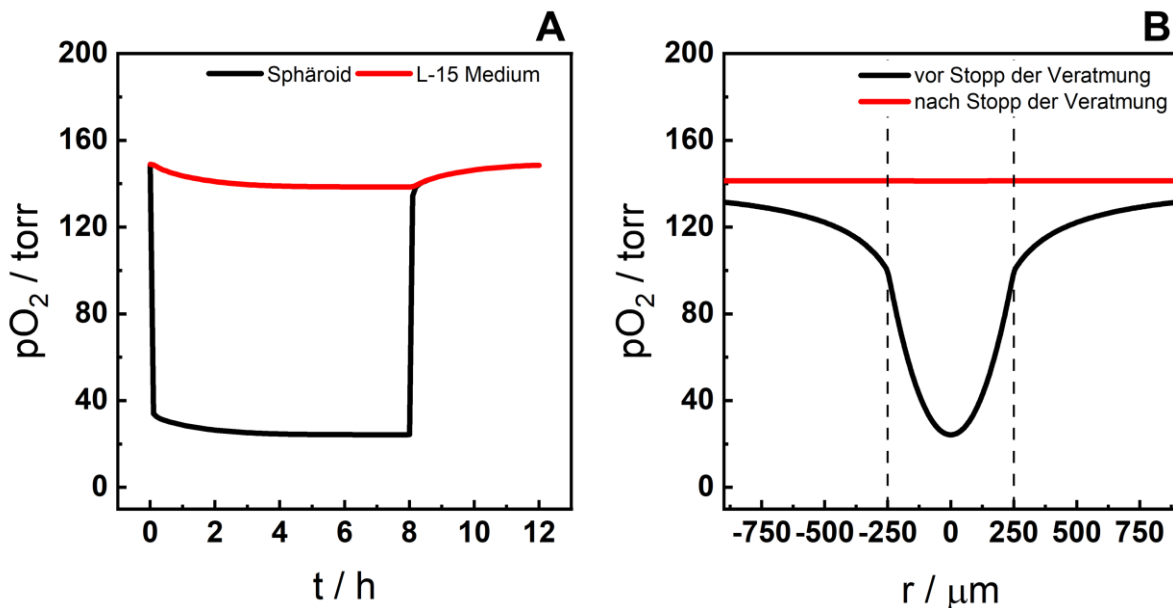 A
Sphäroid L-15 Medium
200
160
120
80
40
0
pO2 / torr
0 2 4 6 8 10 12
t / h
B
vor Stopp der Veratmung
nach Stopp der Veratmung
200
160
120
80
40
0
pO2 / torr
-750 -500 -250 0 250 500 750
r / μm